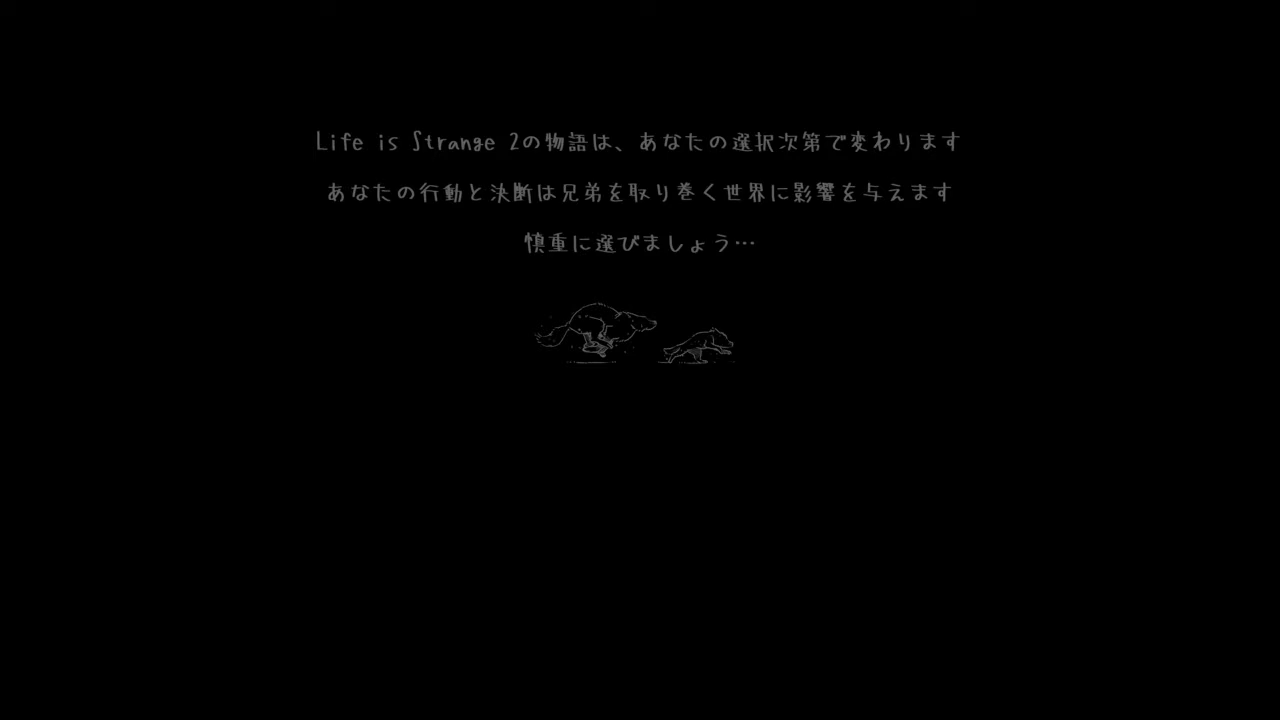 Life is Strange 2の物語は、あなたの選択次第で変わります
あなたの行動と決断は兄弟を取り巻く世界に影響を与えます
慎重に選びましょう…